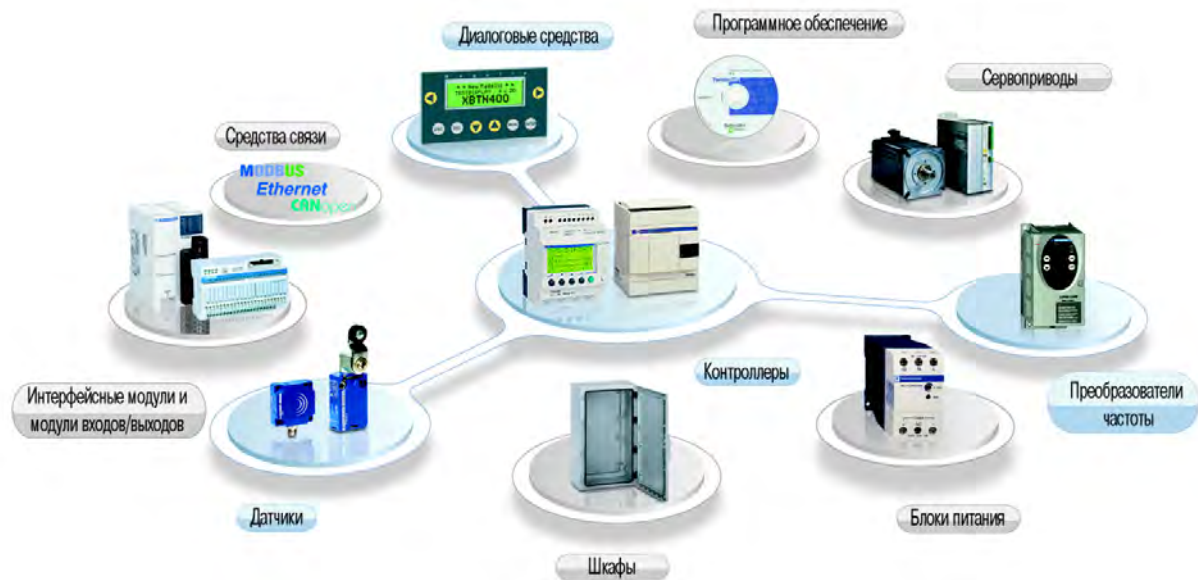 Диалоговые средства
Программное обеспечение
Сервоприводы
XBTN400
Средства связи
MODBUS
Ethernet
CANopen
Контроллеры
Интерфейсные модули и
модули входов/выходов
Преобразователи
частоты
Датчики
Блоки питания
Шкафы